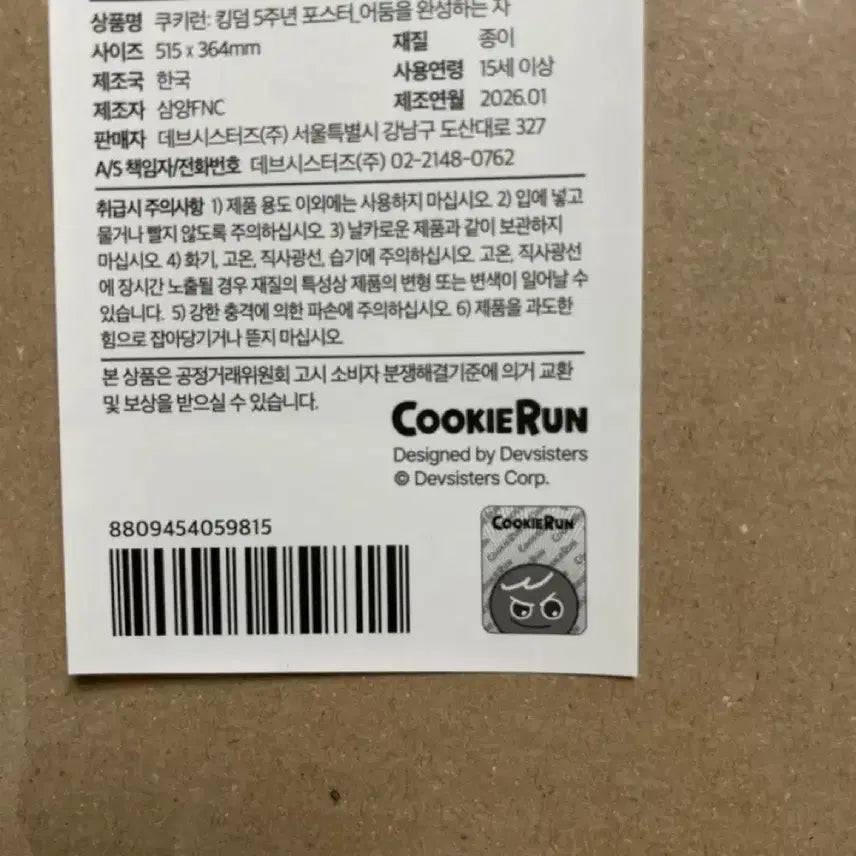 상품명 쿠키런: 킹덤 5주년 포스터_어둠을 완성하는 자
사이즈 515 x 364mm 재질 종이
제조국 한국 사용연령 15세 이상
제조자 삼양FNC 제조연월 2026.01
판매자 데브시스터즈(주) 서울특별시 강남구 도산대로 327
A/S 책임자/전화번호 데브시스터즈(주) 02-2148-0762
취급시 주의사항 1) 제품 용도 이외에는 사용하지 마십시오. 2) 입에 넣고
물거나 빨지 않도록 주의하십시오. 3) 날카로운 제품과 같이 보관하지
마십시오. 4) 화기, 고온, 직사광선, 습기에 주의하십시오. 고온, 직사광선
에 장시간 노출될 경우 재질의 특성상 제품의 변형 또는 변색이 일어날 수
있습니다. 5) 강한 충격에 의한 파손에 주의하십시오. 6) 제품을 과도한
힘으로 잡아당기거나 뜯지 마십시오.
본 상품은 공정거래위원회 고시 소비자 분쟁해결기준에 의거 교환
및 보상을 받으실 수 있습니다.
COOKIERUN
Designed by Devsisters
© Devsisters Corp.
8809454059815
COOKIERUN